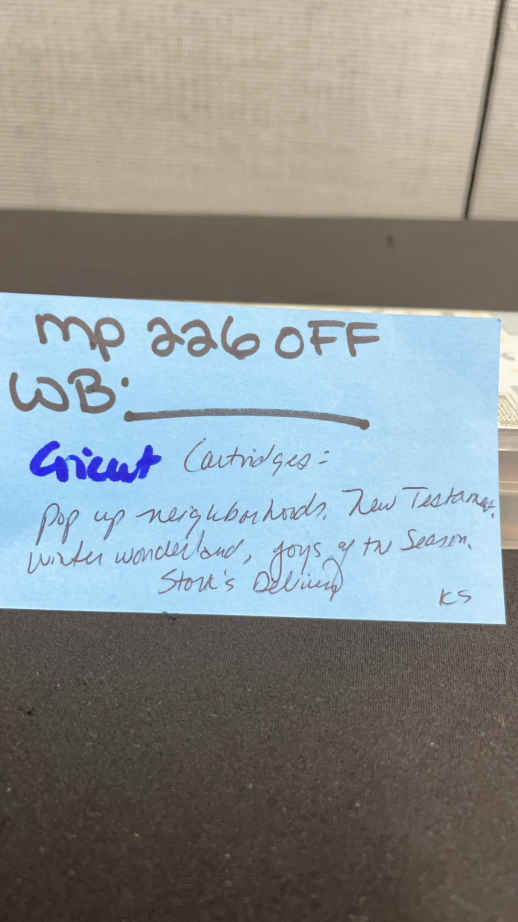 mp 226 OFF
WB:
Cricut Cartridges:
Pop up neighborhoods, New Testament,
Winter wonderland, Joys of the Season,
Stork's Delivery
KS